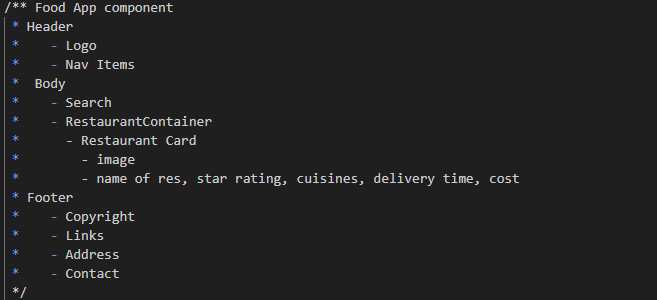 /** Food App component
 * Header
 *    - Logo
 *    - Nav Items
 *  Body
 *    - Search
 *    - RestaurantContainer
 *      - Restaurant Card
 *        - image
 *        - name of res, star rating, cuisines, delivery time, cost
 * Footer
 *    - Copyright
 *    - Links
 *    - Address
 *    - Contact
 */